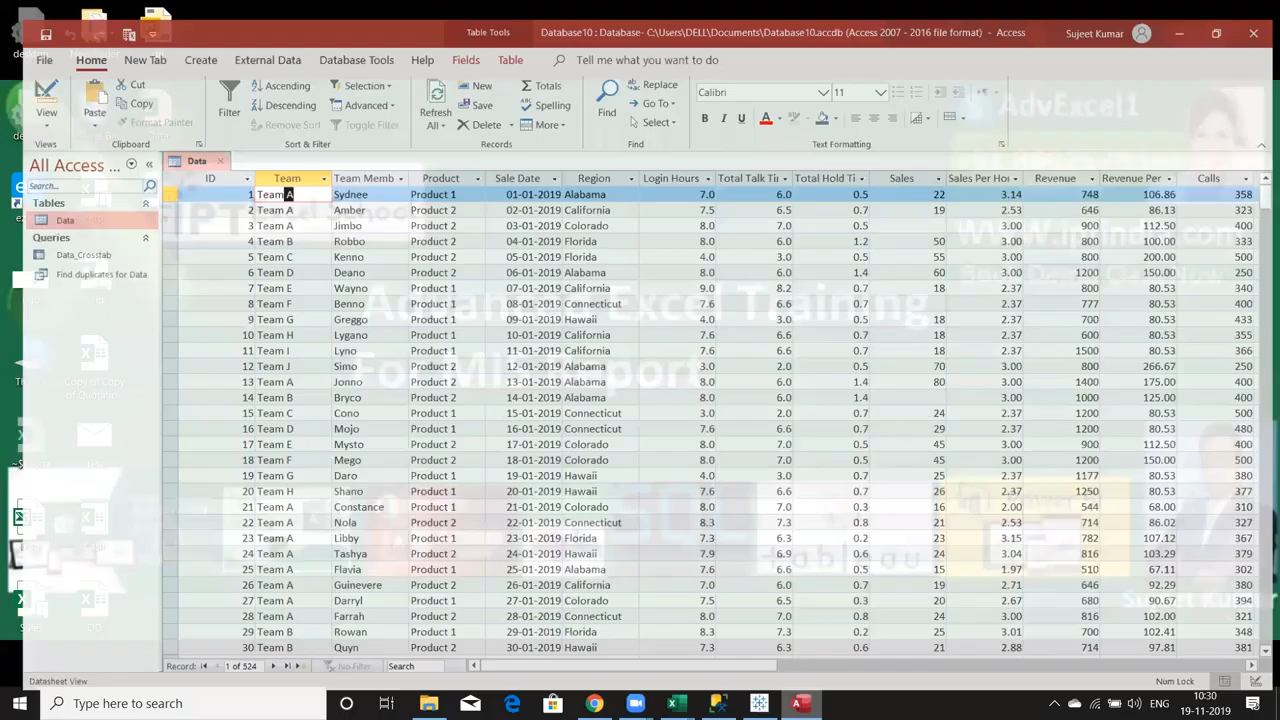 Table Tools
Database10 : Database- C:\Users\DELL\Documents\Database10.accdb (Access 2007 - 2016 file format) - Access
Sujeet Kumar
File Home New Tab Create External Data Database Tools Help Fields Table Tell me what you want to do
View
Views
Paste
Cut
Copy
Format Painter
Clipboard
Filter
Ascending
Descending
Remove Sort
Selection
Advanced
Toggle Filter
Sort & Filter
Refresh All
New
Save
Delete
Totals
Spelling
More
Records
Find
Replace
Go To
Select
Find
Calibri 11
B I U
Text Formatting
AdvExcel1
All Access ...
Search...
Tables
Data
Queries
Data_Crosstab
Find duplicates for Data
Data
ID Team Team Memb Product Sale Date Region Login Hours Total Talk Tir Total Hold Ti Sales Sales Per Hou Revenue Revenue Per Calls
1 Team A Sydnee Product 1 01-01-2019 Alabama 7.0 6.0 0.5 22 3.14 748 106.86 358
2 Team A Amber Product 2 02-01-2019 California 7.5 6.5 0.5 19 2.53 646 86.13 323
3 Team A Jimbo Product 2 03-01-2019 Colorado 8.0 7.0 0.5 3.00 900 112.50 400
4 Team B Robbo Product 2 04-01-2019 Florida 8.0 6.0 1.2 50 3.00 800 100.00 333
5 Team C Kenno Product 2 05-01-2019 Florida 4.0 3.0 0.5 55 3.00 800 200.00 500
6 Team D Deano Product 2 06-01-2019 Alabama 8.0 6.0 1.4 60 3.00 1200 150.00 250
7 Team E Wayno Product 1 07-01-2019 Colorado 9.0 8.2 0.7 18 2.37 800 80.53 340
8 Team F Benno Product 1 08-01-2019 Connecticut 7.6 6.6 0.7 2.37 777 80.53 400
9 Team G Greggo Product 1 09-01-2019 Hawaii 4.0 3.0 0.5 18 2.37 700 80.53 433
10 Team H Lygano Product 1 10-01-2019 California 7.6 6.6 0.7 18 2.37 600 80.53 355
11 Team I Lyno Product 1 11-01-2019 California 7.6 6.6 0.7 18 2.37 1500 80.53 366
12 Team J Simo Product 2 12-01-2019 Alabama 3.0 2.0 0.5 70 3.00 800 266.67 250
13 Team A Jonno Product 2 13-01-2019 Alabama 8.0 6.0 1.4 80 3.00 1400 175.00 400
14 Team B Bryco Product 2 14-01-2019 Alabama 8.0 6.0 1.4 3.00 1000 125.00 400
15 Team C Cono Product 1 15-01-2019 Connecticut 3.0 2.0 0.7 24 2.37 1200 80.53 500
16 Team D Mojo Product 1 16-01-2019 Connecticut 7.6 6.6 0.7 29 2.37 1200 80.53 480
17 Team E Mysto Product 2 17-01-2019 Colorado 8.0 7.0 0.5 45 3.00 900 112.50 400
18 Team F Mego Product 2 18-01-2019 Colorado 8.0 7.0 0.5 45 3.00 1200 150.00 500
19 Team G Daro Product 1 19-01-2019 Hawaii 4.0 3.0 0.5 25 2.37 1177 80.53 380
20 Team H Shano Product 1 20-01-2019 Hawaii 7.6 6.6 0.7 26 2.37 1250 80.53 377
21 Team A Constance Product 1 21-01-2019 Colorado 8.0 7.0 0.3 16 2.00 544 68.00 310
22 Team A Nola Product 2 22-01-2019 Connecticut 8.3 7.3 0.8 21 2.53 714 86.02 327
23 Team A Libby Product 1 23-01-2019 Florida 7.3 6.3 0.2 23 3.15 782 107.12 367
24 Team A Tashya Product 2 24-01-2019 Hawaii 7.9 6.9 0.6 24 3.04 816 103.29 379
25 Team A Flavia Product 1 25-01-2019 Alabama 7.6 6.6 0.5 15 1.97 510 67.11 302
26 Team A Guinevere Product 2 26-01-2019 California 7.0 6.0 0.5 19 2.71 646 92.29 380
27 Team A Darryl Product 1 27-01-2019 Colorado 7.5 6.5 0.3 20 2.67 680 90.67 394
28 Team A Farrah Product 2 28-01-2019 Connecticut 8.0 7.0 0.8 24 3.00 816 102.00 364
29 Team B Rowan Product 1 29-01-2019 Florida 8.3 7.3 0.2 25 3.01 700 102.41 348
30 Team B Quyn Product 2 30-01-2019 Hawaii 7.3 6.3 0.6 21 2.88 714 97.81 381
Advanced Excel Training
For MIS Report
Record: 1 of 524 No Filter Search
Datasheet View
Num Lock
Type here to search
ENG
10:30
19-11-2019